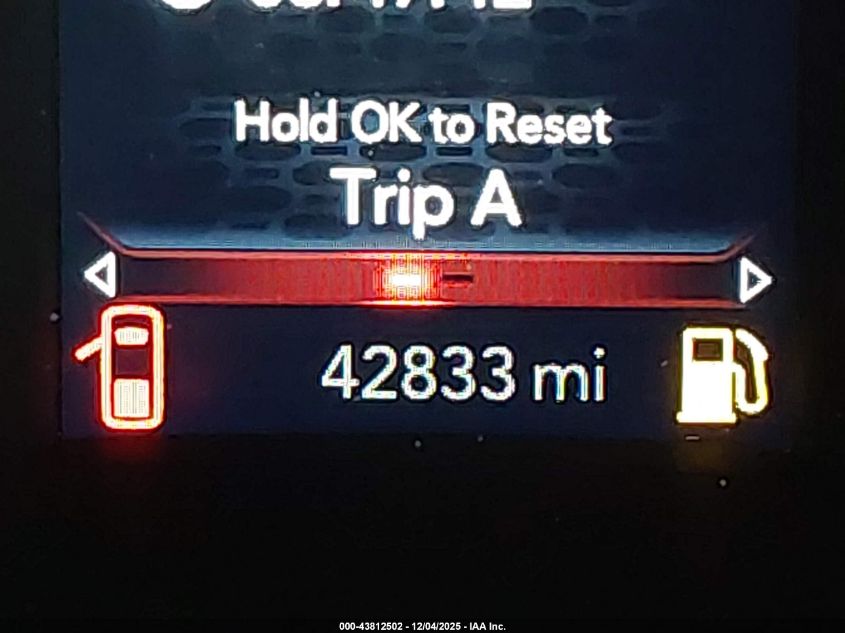 Hold OK to Reset
Trip A
42833 mi
000-43812502 - 12/04/2025 - IAA Inc.